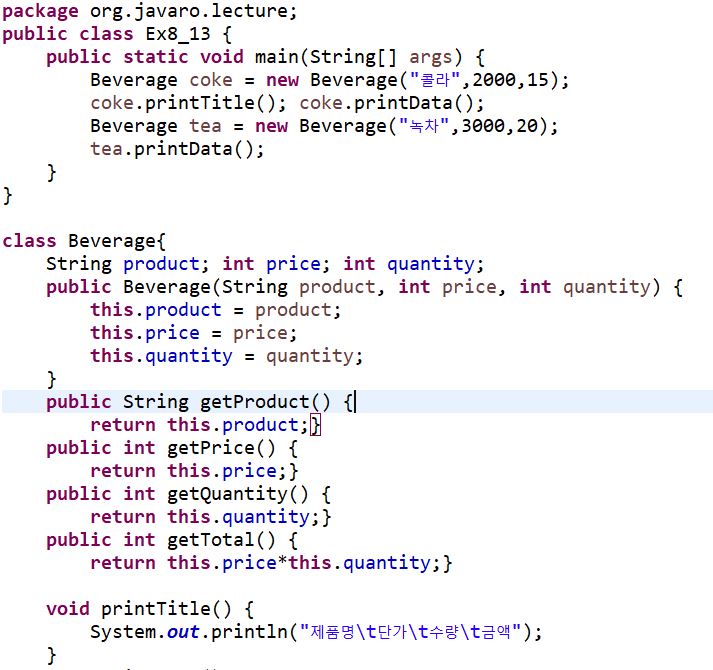 package org.javaro.lecture;
public class Ex8_13 {
    public static void main(String[] args) {
        Beverage coke = new Beverage("콜라",2000,15);
        coke.printTitle(); coke.printData();
        Beverage tea = new Beverage("녹차",3000,20);
        tea.printData();
    }
}

class Beverage{
    String product; int price; int quantity;
    public Beverage(String product, int price, int quantity) {
        this.product = product;
        this.price = price;
        this.quantity = quantity;
    }
    public String getProduct() {
        return this.product;}
    public int getPrice() {
        return this.price;}
    public int getQuantity() {
        return this.quantity;}
    public int getTotal() {
        return this.price*this.quantity;}

    void printTitle() {
        System.out.println("제품명\t단가\t수량\t금액");
    }